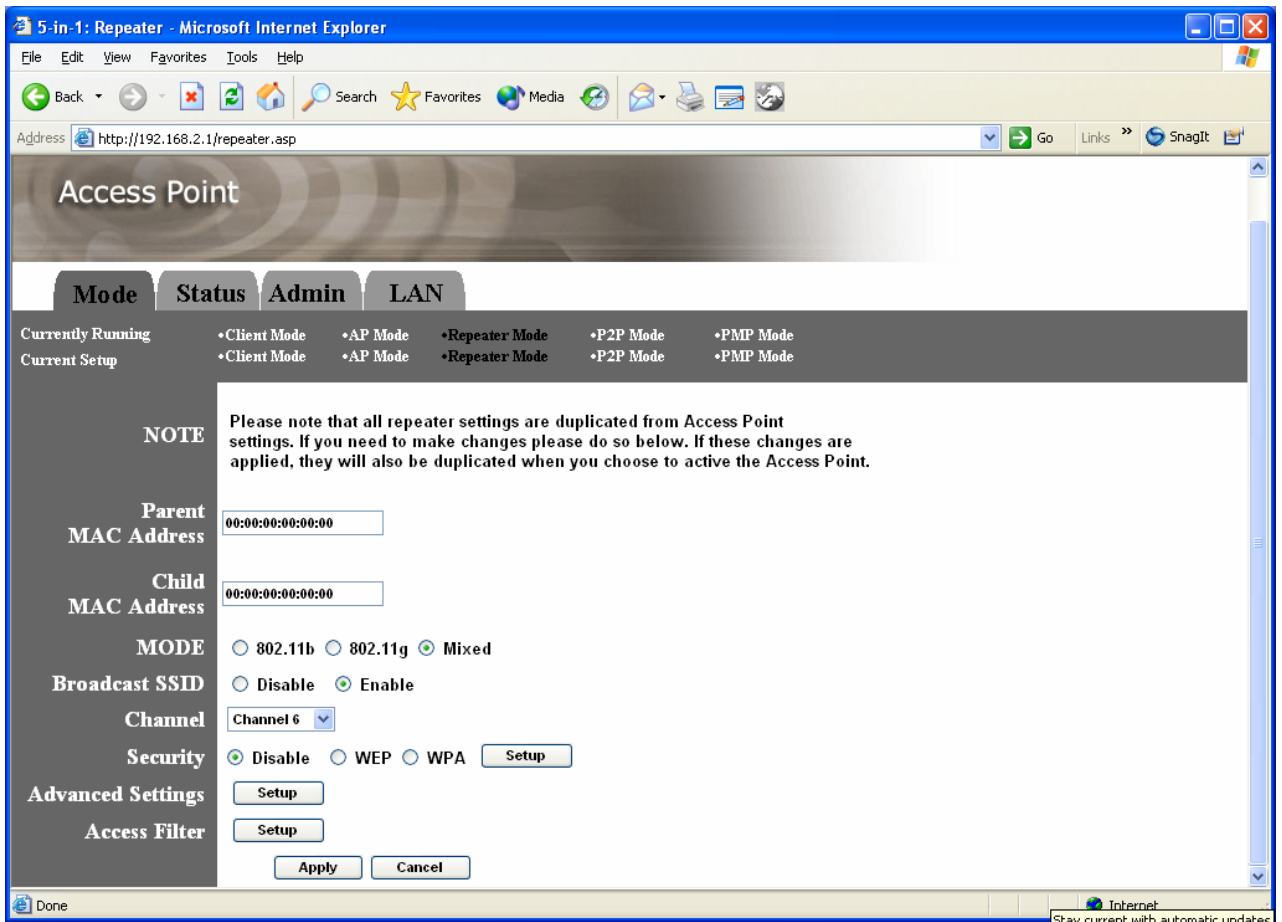 5-in-1: Repeater - Microsoft Internet Explorer
File Edit View Favorites Tools Help
Back Search Favorites Media
Address http://192.168.2.1/repeater.asp Go Links » SnagIt
Access Point
Mode Status Admin LAN
Currently Running •Client Mode •AP Mode •Repeater Mode •P2P Mode •PMP Mode
Current Setup •Client Mode •AP Mode •Repeater Mode •P2P Mode •PMP Mode
NOTE
Please note that all repeater settings are duplicated from Access Point
settings. If you need to make changes please do so below. If these changes are
applied, they will also be duplicated when you choose to active the Access Point.
Parent
MAC Address
00:00:00:00:00:00
Child
MAC Address
00:00:00:00:00:00
MODE 802.11b 802.11g Mixed
Broadcast SSID Disable Enable
Channel Channel 6
Security Disable WEP WPA Setup
Advanced Settings Setup
Access Filter Setup
Apply Cancel
Done Internet
Stay current with automatic updates